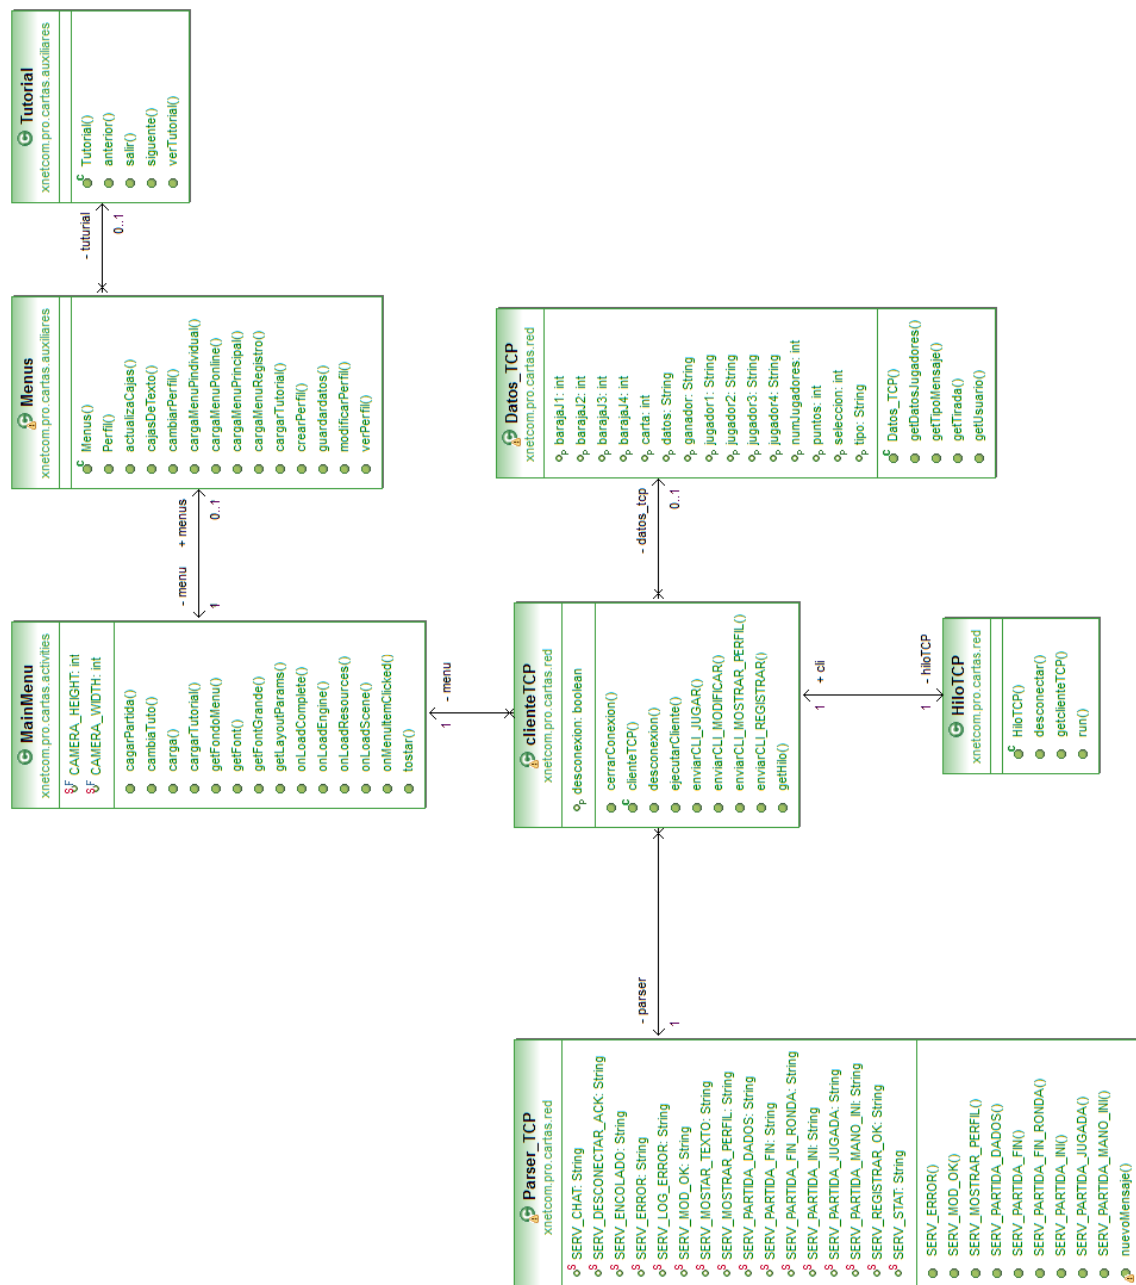 Tutorial
xnetcom.pro.cartas.auxiliares
Tutorial()
anterior()
salir()
siguente()
verTutorial()
- tuturial
0..1
Menus
xnetcom.pro.cartas.auxiliares
Menus()
Perfil()
actualizaCajas()
cajasDeTexto()
cambiarPerfil()
cargaMenuPIndividual()
cargaMenuPonline()
cargaMenuPrincipal()
cargaMenuRegistro()
cargarTutorial()
crearPerfil()
guardardatos()
modificarPerfil()
verPerfil()
- menu
+ menus
1
0..1
MainMenu
xnetcom.pro.cartas.activities
CAMERA_HEIGHT: int
CAMERA_WIDTH: int
cagarPartida()
cambiaTuto()
carga()
cargarTutorial()
getFondoMenu()
getFont()
getFontGrande()
getLayoutParams()
onLoadComplete()
onLoadEngine()
onLoadResources()
onLoadScene()
onMenuItemClicked()
tostar()
- menu
1
Datos_TCP
xnetcom.pro.cartas.red
barajaJ1: int
barajaJ2: int
barajaJ3: int
barajaJ4: int
carta: int
datos: String
ganador: String
jugador1: String
jugador2: String
jugador3: String
jugador4: String
numJugadores: int
puntos: int
seleccion: int
tipo: String
Datos_TCP()
getDatosJugadores()
getTipoMensaje()
getTirada()
getUsuario()
- datos_tcp
0..1
clienteTCP
xnetcom.pro.cartas.red
desconexion: boolean
cerrarConexion()
clienteTCP()
desconexion()
ejecutarCliente()
enviarCLI_JUGAR()
enviarCLI_MODIFICAR()
enviarCLI_MOSTRAR_PERFIL()
enviarCLI_REGISTRAR()
getHilo()
+ cli
- hiloTCP
1
1
HiloTCP
xnetcom.pro.cartas.red
HiloTCP()
desconectar()
getclienteTCP()
run()
- parser
1
Parser_TCP
xnetcom.pro.cartas.red
SERV_CHAT: String
SERV_DESCONECTAR_ACK: String
SERV_ENCOLADO: String
SERV_ERROR: String
SERV_LOG_ERROR: String
SERV_MOD_OK: String
SERV_MOSTAR_TEXTO: String
SERV_MOSTRAR_PERFIL: String
SERV_PARTIDA_DADOS: String
SERV_PARTIDA_FIN: String
SERV_PARTIDA_FIN_RONDA: String
SERV_PARTIDA_INI: String
SERV_PARTIDA_JUGADA: String
SERV_PARTIDA_MANO_INI: String
SERV_REGISTRAR_OK: String
SERV_STAT: String
SERV_ERROR()
SERV_MOD_OK()
SERV_MOSTRAR_PERFIL()
SERV_PARTIDA_DADOS()
SERV_PARTIDA_FIN()
SERV_PARTIDA_FIN_RONDA()
SERV_PARTIDA_INI()
SERV_PARTIDA_JUGADA()
SERV_PARTIDA_MANO_INI()
nuevoMensaje()